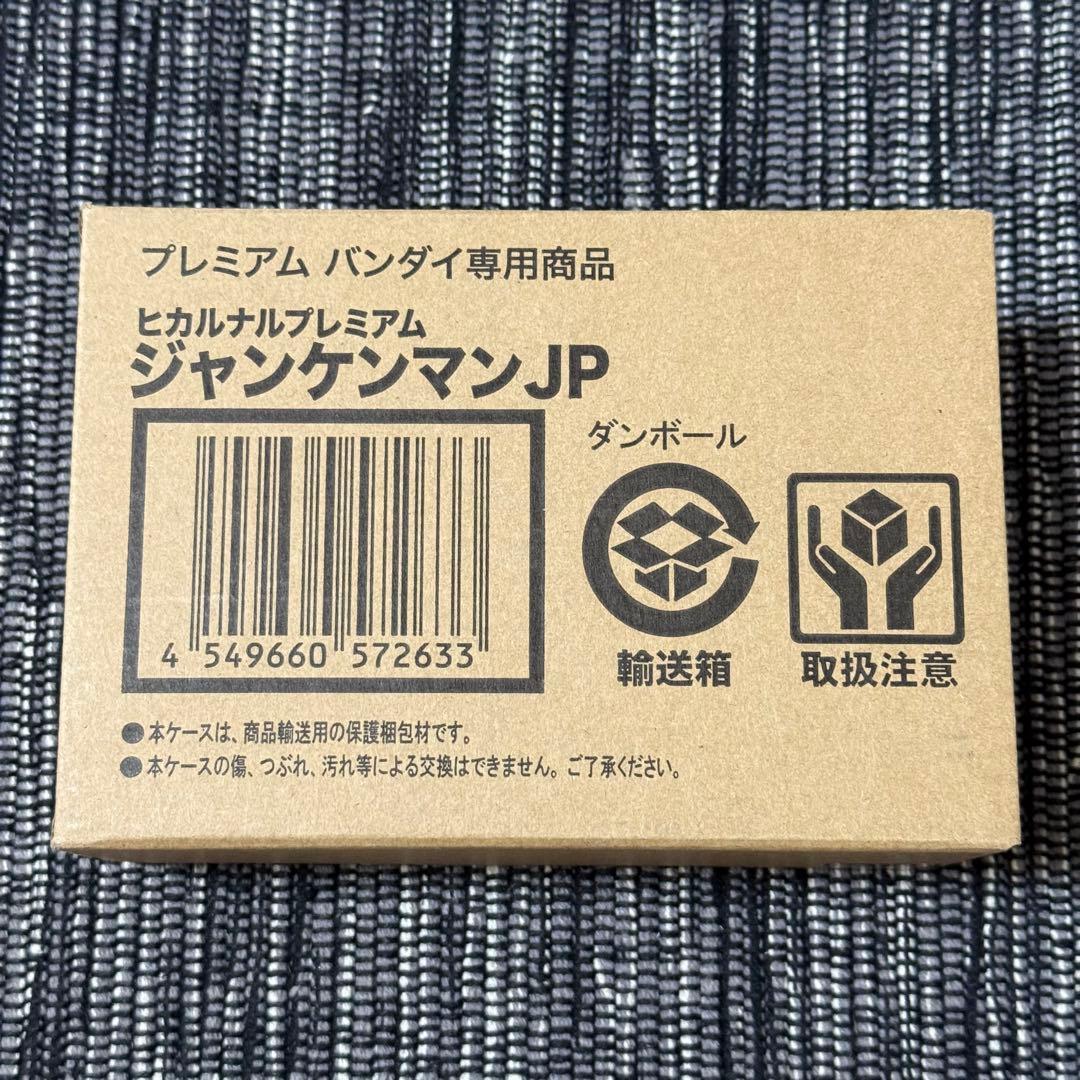 プレミアム バンダイ専用商品
ヒカルナルプレミアム
ジャンケンマンJP
ダンボール
4 549660 572633
輸送箱
取扱注意
●本ケースは、商品輸送用の保護梱包材です。
●本ケースの傷、つぶれ、汚れ等による交換はできません。ご了承ください。